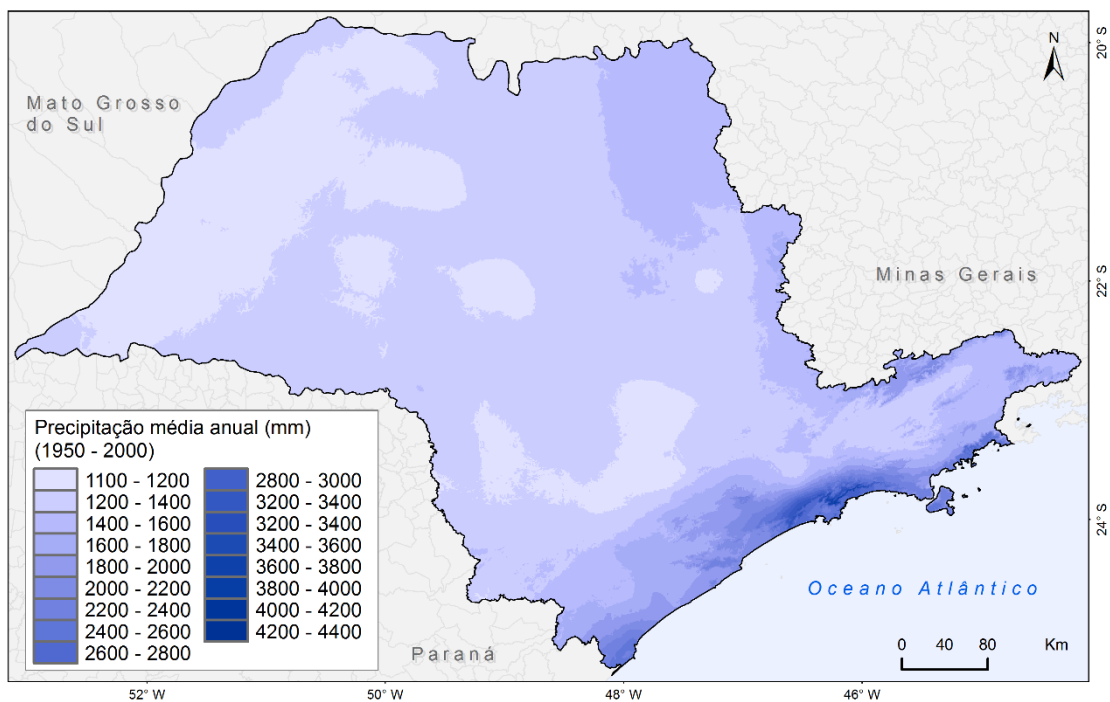 N
20° S
Mato Grosso
do Sul
Minas Gerais
22° S
Precipitação média anual (mm)
(1950 - 2000)
1100 - 1200
1200 - 1400
1400 - 1600
1600 - 1800
1800 - 2000
2000 - 2200
2200 - 2400
2400 - 2600
2600 - 2800
2800 - 3000
3200 - 3400
3200 - 3400
3400 - 3600
3600 - 3800
3800 - 4000
4000 - 4200
4200 - 4400
24° S
Oceano Atlântico
Paraná
0 40 80 Km
52° W 50° W 48° W 46° W